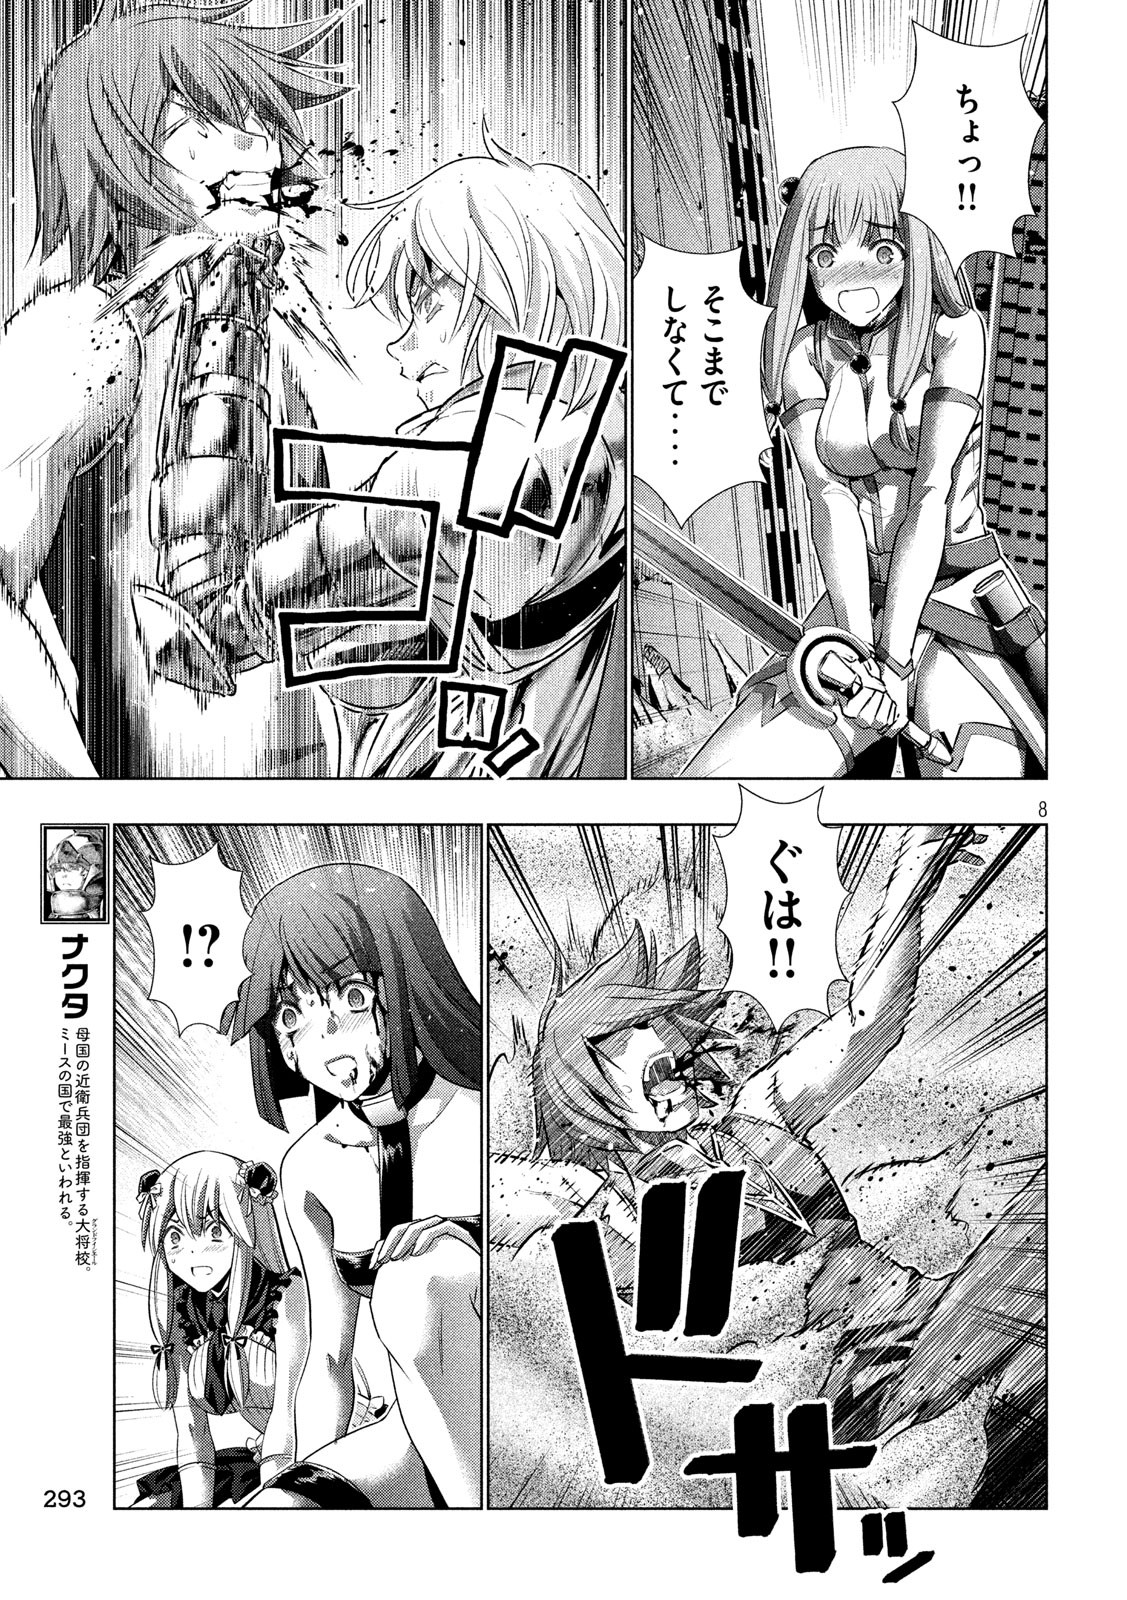 ちょっ!!
そこまで
しなくて‥‥
ゴッ
8
ぐは!!
ドドサッ
!?
ナクタ
母国の近衛兵団を指揮する大将校。
ミースの国で最強といわれる。
293